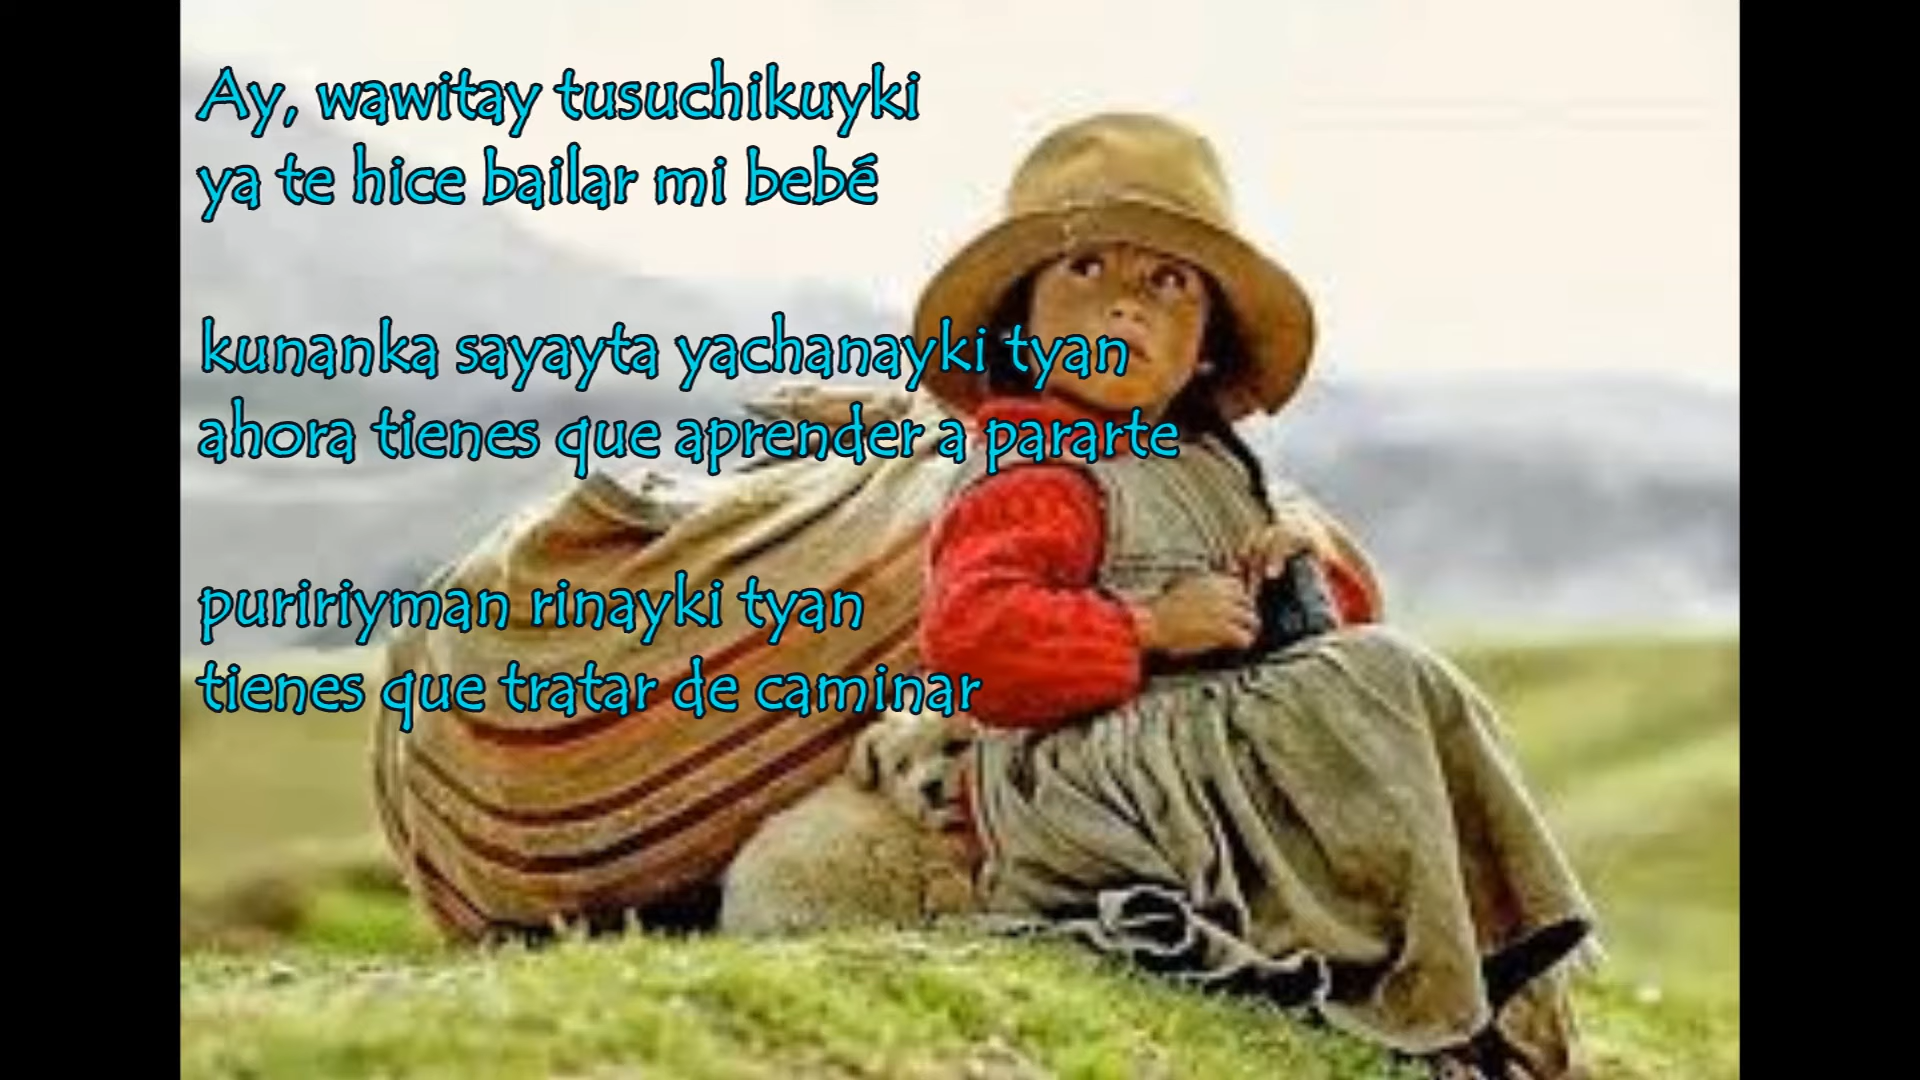 Ay, wawitay tusuchikuyki
ya te hice bailar mi bebé
kunanka sayayta yachanayki tyan
ahora tienes que aprender a pararte
puririyman rinayki tyan
tienes que tratar de caminar